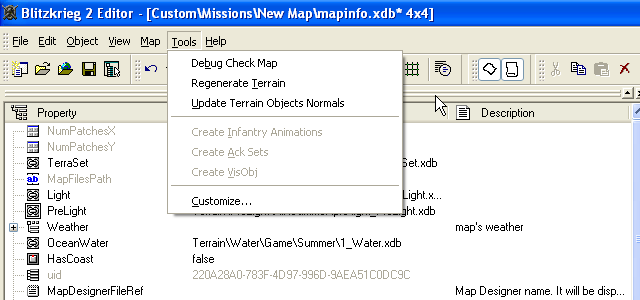 Blitzkrieg 2 Editor - [Custom\Missions\New Map\mapinfo.xdb* 4x4]
File Edit View Map Tools Help
Debug Check Map
Regenerate Terrain
Update Terrain Objects Normals
Create Infantry Animations
Create Ack Sets
Create VisObj
Customize...
Property Description
NumPatchesX
NumPatchesY
TerraSet Set.xdb
ab MapFilesPath
Light Light.x...
PreLight
Weather map's weather
OceanWater Terrain\Water\Game\Summer\1_Water.xdb
HasCoast false
uid 220A28A0-783F-4D97-996D-9AEA51C0DC9C
MapDesignerFileRef Map Designer name. It will be disp...